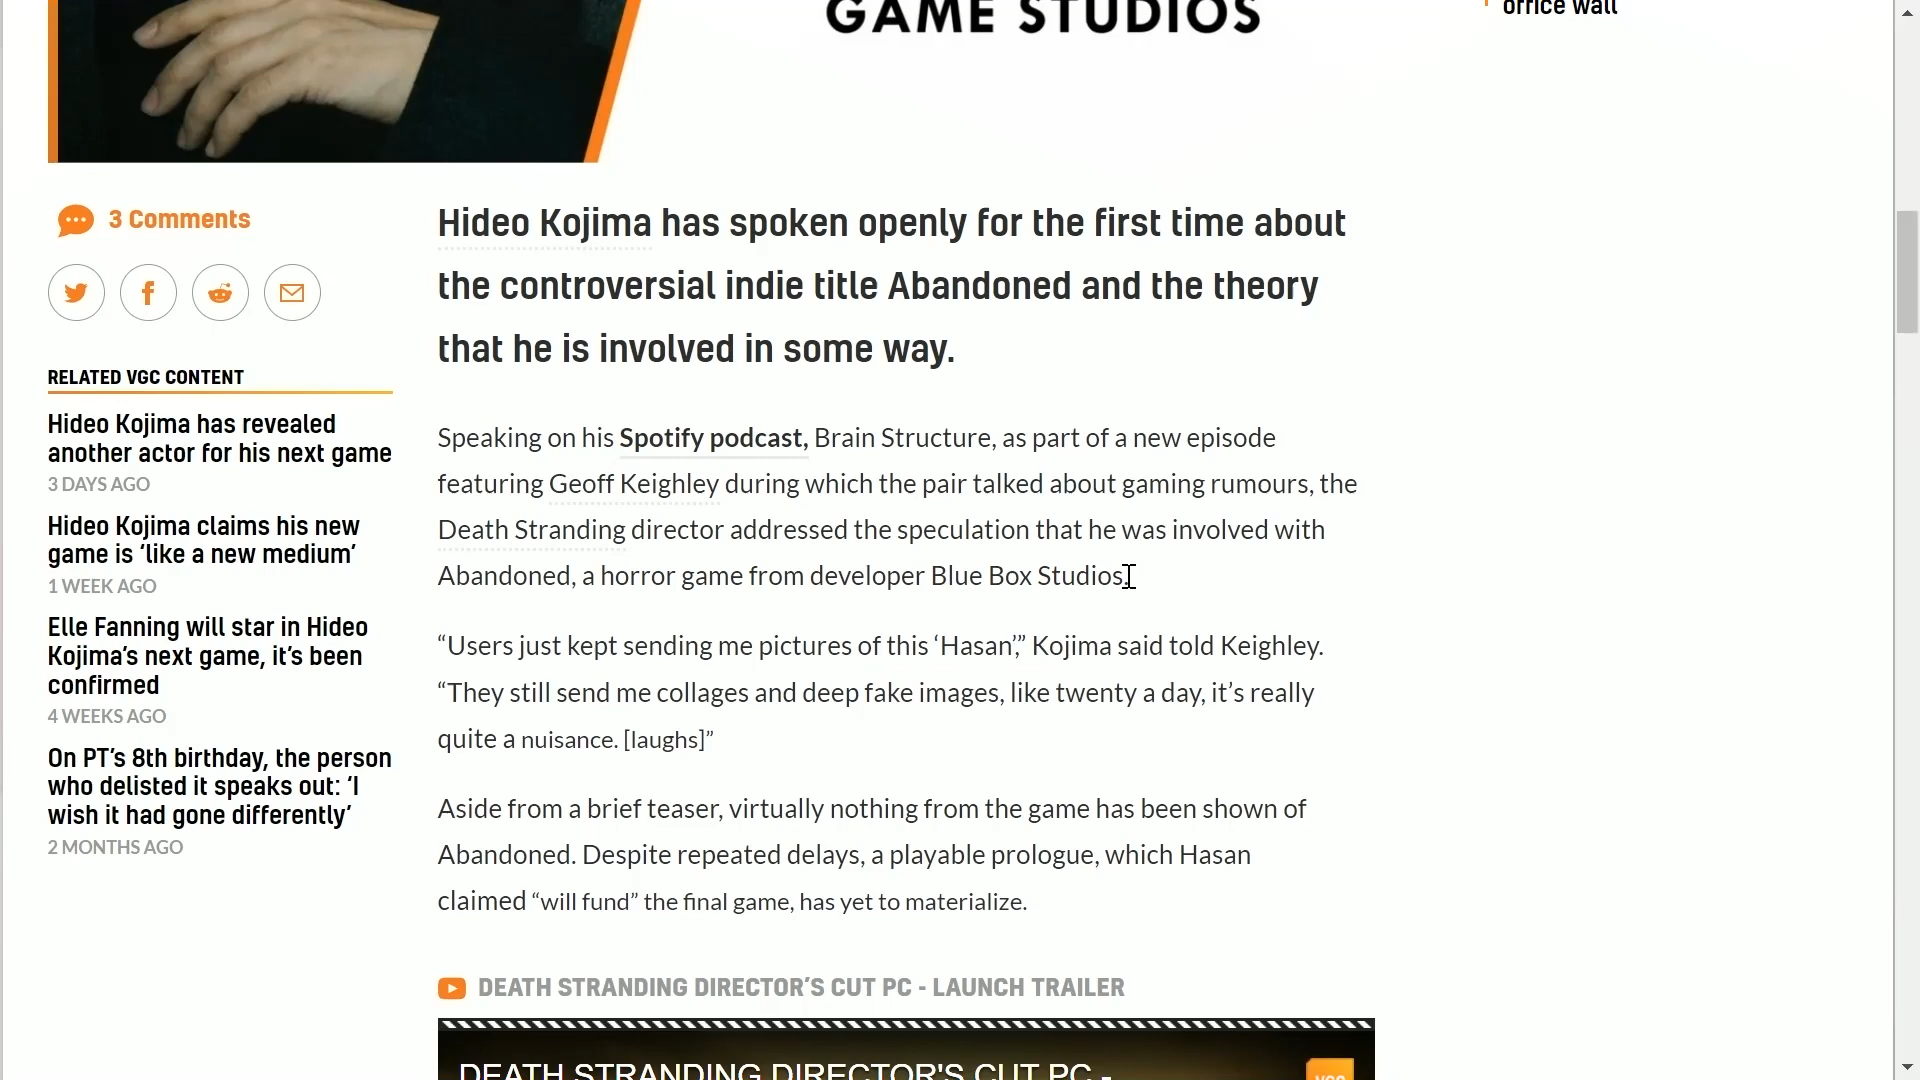 GAME STUDIOS
office wall
3 Comments
RELATED VGC CONTENT
Hideo Kojima has revealed
another actor for his next game
3 DAYS AGO
Hideo Kojima claims his new
game is ‘like a new medium’
1 WEEK AGO
Elle Fanning will star in Hideo
Kojima’s next game, it’s been
confirmed
4 WEEKS AGO
On PT’s 8th birthday, the person
who delisted it speaks out: ‘I
wish it had gone differently’
2 MONTHS AGO
Hideo Kojima has spoken openly for the first time about
the controversial indie title Abandoned and the theory
that he is involved in some way.
Speaking on his Spotify podcast, Brain Structure, as part of a new episode
featuring Geoff Keighley during which the pair talked about gaming rumours, the
Death Stranding director addressed the speculation that he was involved with
Abandoned, a horror game from developer Blue Box Studios.
“Users just kept sending me pictures of this ‘Hasan’,” Kojima said told Keighley.
“They still send me collages and deep fake images, like twenty a day, it’s really
quite a nuisance. [laughs]”
Aside from a brief teaser, virtually nothing from the game has been shown of
Abandoned. Despite repeated delays, a playable prologue, which Hasan
claimed “will fund” the final game, has yet to materialize.
DEATH STRANDING DIRECTOR’S CUT PC - LAUNCH TRAILER
DEATH STRANDING DIRECTOR'S CUT PC -
VGC